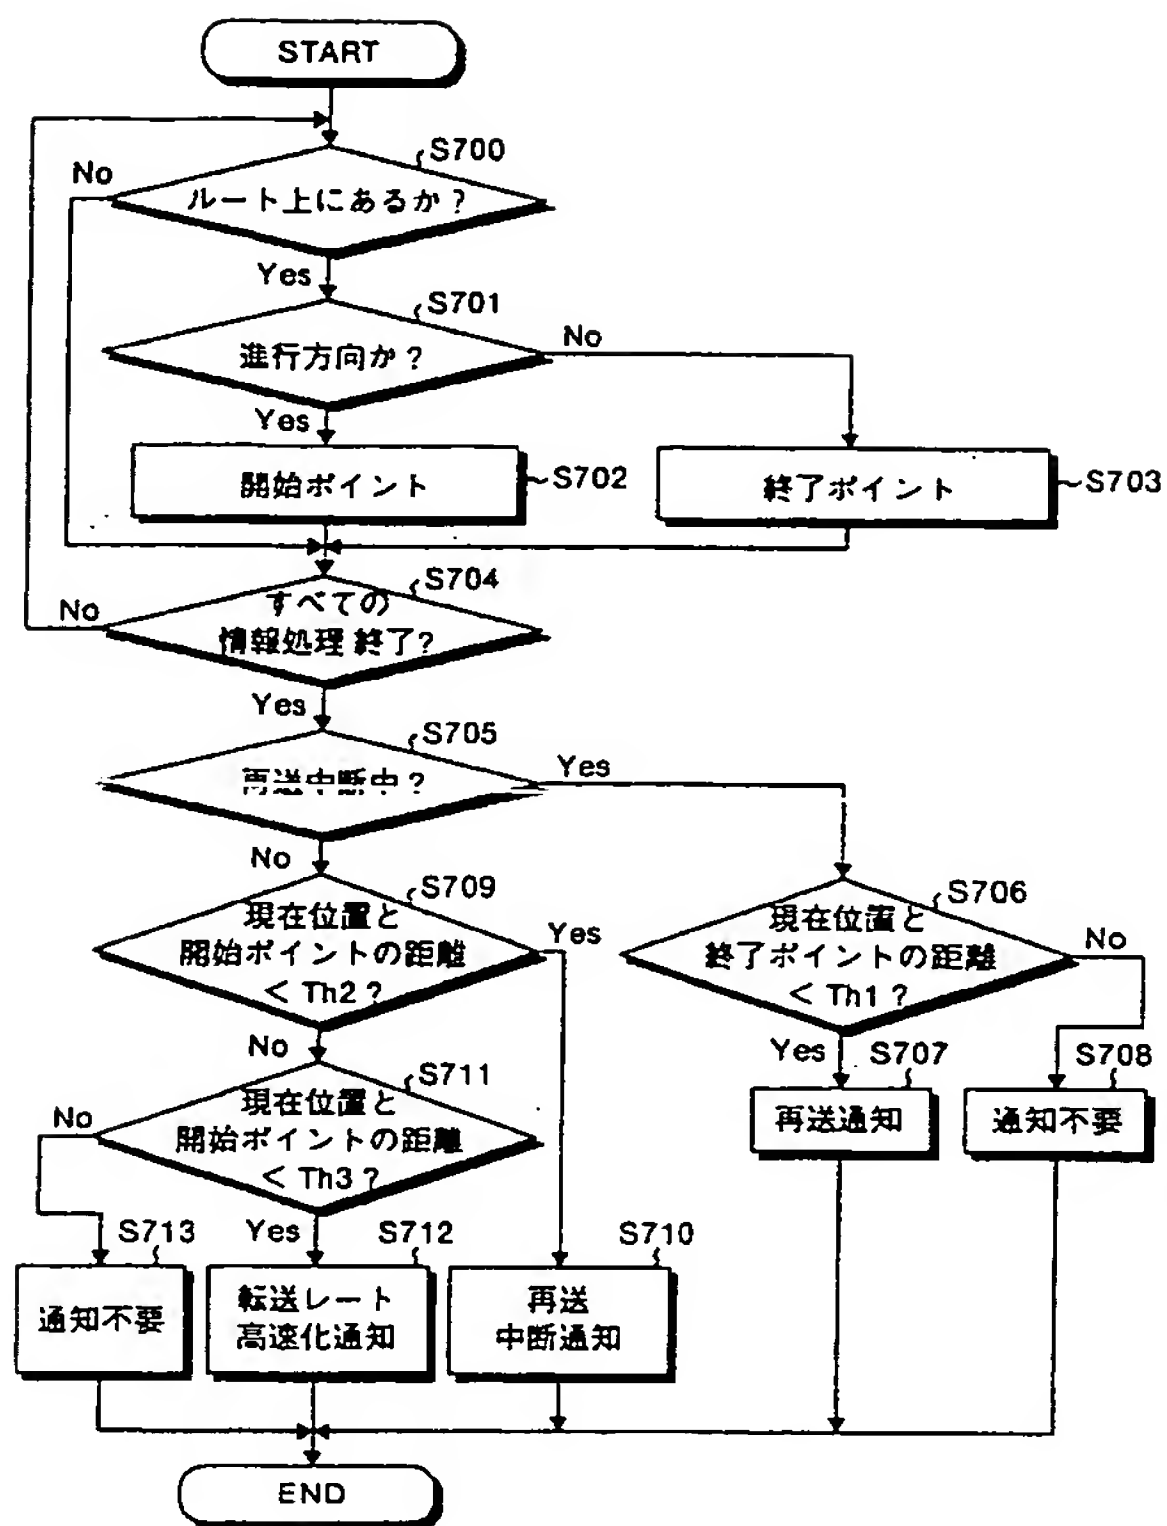 START
S700
No
ルート上にあるか?
Yes
S701
進行方向か?
No
Yes
開始ポイント
S702
終了ポイント
S703
S704
No
すべての
情報処理終了?
Yes
S705
再送中断中?
Yes
No
S709
現在位置と
開始ポイントの距離
< Th2?
Yes
S706
現在位置と
終了ポイントの距離
< Th1?
No
No
S711
現在位置と
開始ポイントの距離
< Th3?
No
Yes
S707
再送通知
S708
通知不要
S713
通知不要
Yes
S712
転送レート
高速化通知
S710
再送
中断通知
END